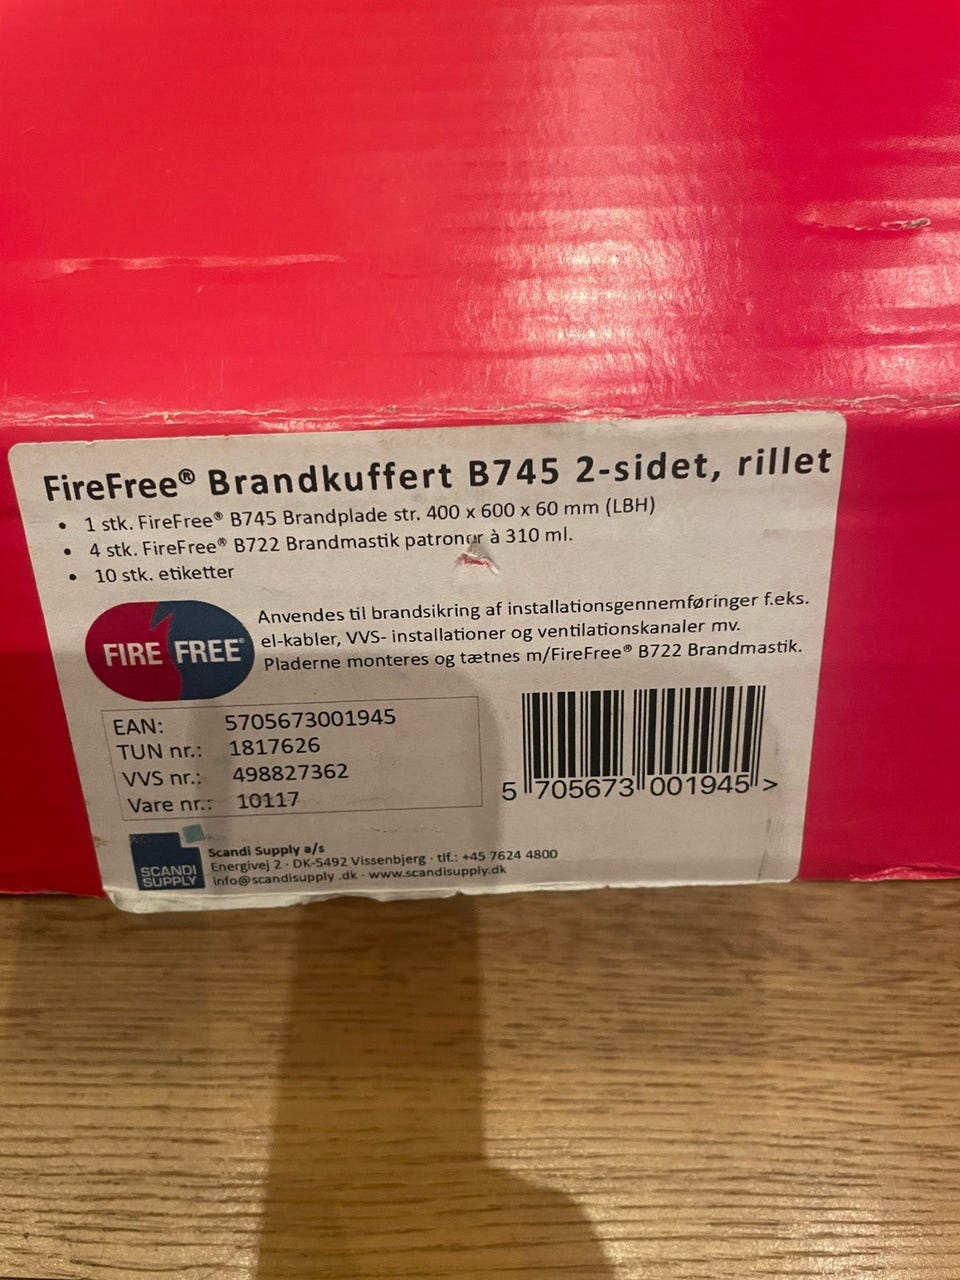 FireFree® Brandkuffert B745 2-sidet, rillet
• 1 stk. FireFree® B745 Brandplade str. 400 x 600 x 60 mm (LBH)
• 4 stk. FireFree® B722 Brandmastik patroner à 310 ml.
• 10 stk. etiketter
FIRE FREE®
Anvendes til brandsikring af installationsgennemføringer f.eks.
el-kabler, VVS- installationer og ventilationskanaler mv.
Pladerne monteres og tætnes m/FireFree® B722 Brandmastik.
EAN: 5705673001945
TUN nr.: 1817626
VVS nr.: 498827362
Vare nr.: 10117
5 705673 001945 >
SCANDI
SUPPLY
Scandi Supply a/s
Energivej 2 · DK-5492 Vissenbjerg · tlf.: +45 7624 4800
info@scandisupply .dk · www.scandisupply.dk